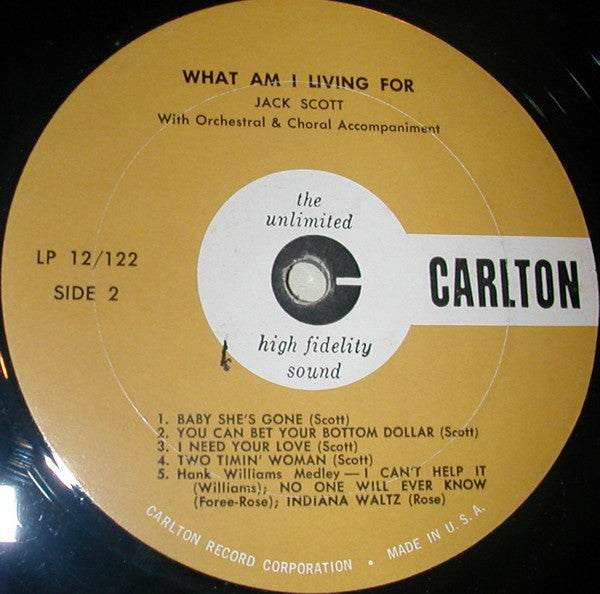 WHAT AM I LIVING FOR
JACK SCOTT
With Orchestral & Choral Accompaniment
the
unlimited
LP 12/122
SIDE 2
CARLTON
high fidelity
sound
1. BABY SHE'S GONE (Scott)
2. YOU CAN BET YOUR BOTTOM DOLLAR (Scott)
3. I NEED YOUR LOVE (Scott)
4. TWO TIMIN' WOMAN (Scott)
5. Hank Williams Medley — I CAN'T HELP IT
(Williams); NO ONE WILL EVER KNOW
(Foree-Rose); INDIANA WALTZ (Rose)
CARLTON RECORD CORPORATION • MADE IN U.S.A.